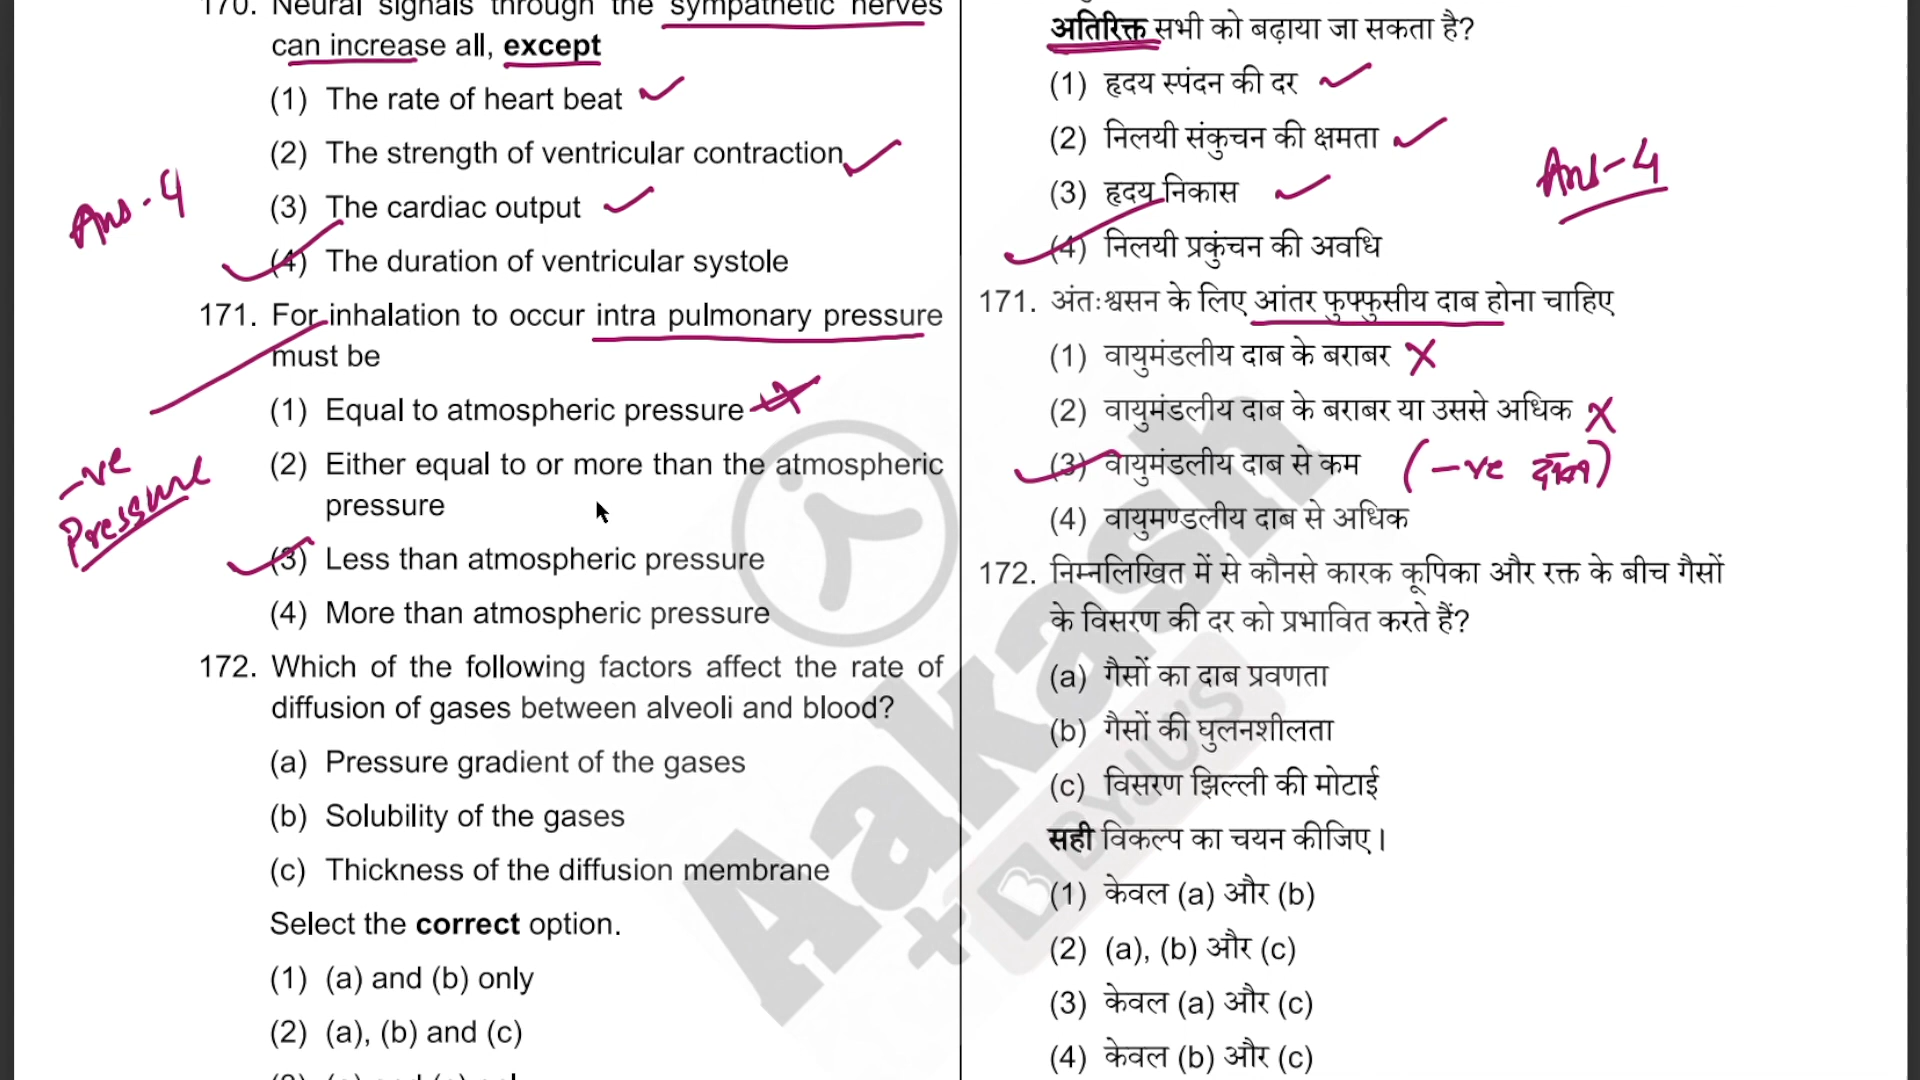 170. Neural signals through the sympathetic nerves
can increase all, except
(1) The rate of heart beat
(2) The strength of ventricular contraction
(3) The cardiac output
(4) The duration of ventricular systole
Ans - 4
171. For inhalation to occur intra pulmonary pressure
must be
(1) Equal to atmospheric pressure
(2) Either equal to or more than the atmospheric
pressure
(3) Less than atmospheric pressure
(4) More than atmospheric pressure
-ve
Pressure
172. Which of the following factors affect the rate of
diffusion of gases between alveoli and blood?
(a) Pressure gradient of the gases
(b) Solubility of the gases
(c) Thickness of the diffusion membrane
Select the correct option.
(1) (a) and (b) only
(2) (a), (b) and (c)
अतिरिक्त सभी को बढ़ाया जा सकता है?
(1) हृदय स्पंदन की दर
(2) निलयी संकुचन की क्षमता
(3) हृदय निकास
(4) निलयी प्रकुंचन की अवधि
Ans - 4
171. अंतःश्वसन के लिए आंतर फुफ्फुसीय दाब होना चाहिए
(1) वायुमंडलीय दाब के बराबर
(2) वायुमंडलीय दाब के बराबर या उससे अधिक
(3) वायुमंडलीय दाब से कम (-ve दाब)
(4) वायुमण्डलीय दाब से अधिक
172. निम्नलिखित में से कौनसे कारक कूपिका और रक्त के बीच गैसों
के विसरण की दर को प्रभावित करते हैं?
(a) गैसों का दाब प्रवणता
(b) गैसों की घुलनशीलता
(c) विसरण झिल्ली की मोटाई
सही विकल्प का चयन कीजिए।
(1) केवल (a) और (b)
(2) (a), (b) और (c)
(3) केवल (a) और (c)
(4) केवल (b) और (c)
Aakash
BYJU'S